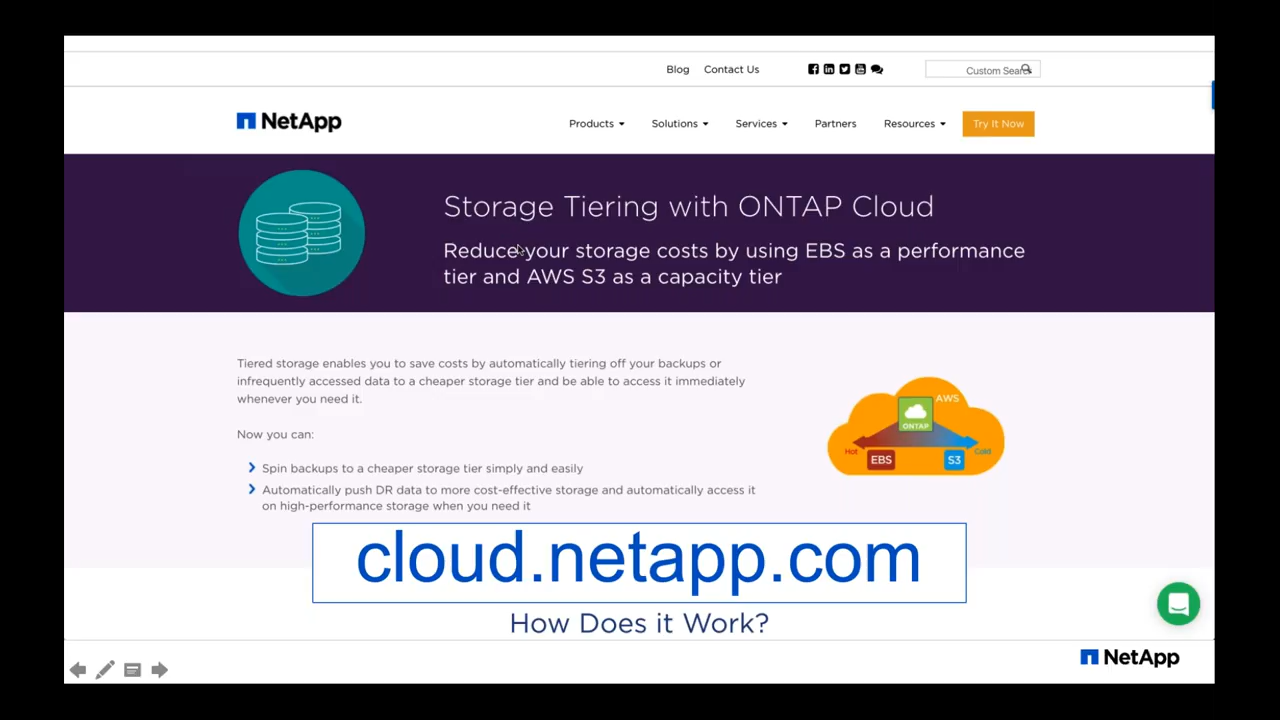 Blog Contact Us Custom Search
NetApp Products Solutions Services Partners Resources Try It Now
Storage Tiering with ONTAP Cloud
Reduce your storage costs by using EBS as a performance
tier and AWS S3 as a capacity tier
Tiered storage enables you to save costs by automatically tiering off your backups or
infrequently accessed data to a cheaper storage tier and be able to access it immediately
whenever you need it.
Now you can:
Spin backups to a cheaper storage tier simply and easily
Automatically push DR data to more cost-effective storage and automatically access it
on high-performance storage when you need it
AWS
ONTAP
Hot Cold
EBS S3
cloud.netapp.com
How Does it Work?
NetApp